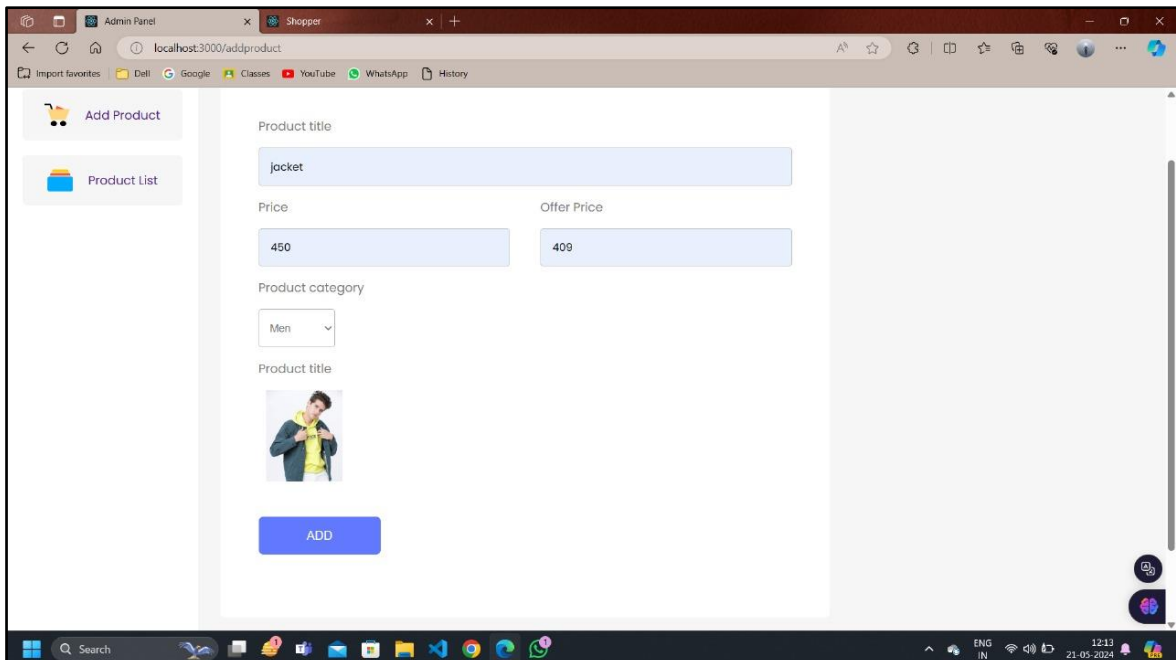 Admin Panel
Shopper
localhost:3000/addproduct
Import favorites
Dell
Google
Classes
YouTube
WhatsApp
History
Add Product
Product List
Product title
jacket
Price
Offer Price
450
409
Product category
Men
Product title
ADD
Search
ENG
IN
12:13
21-05-2024